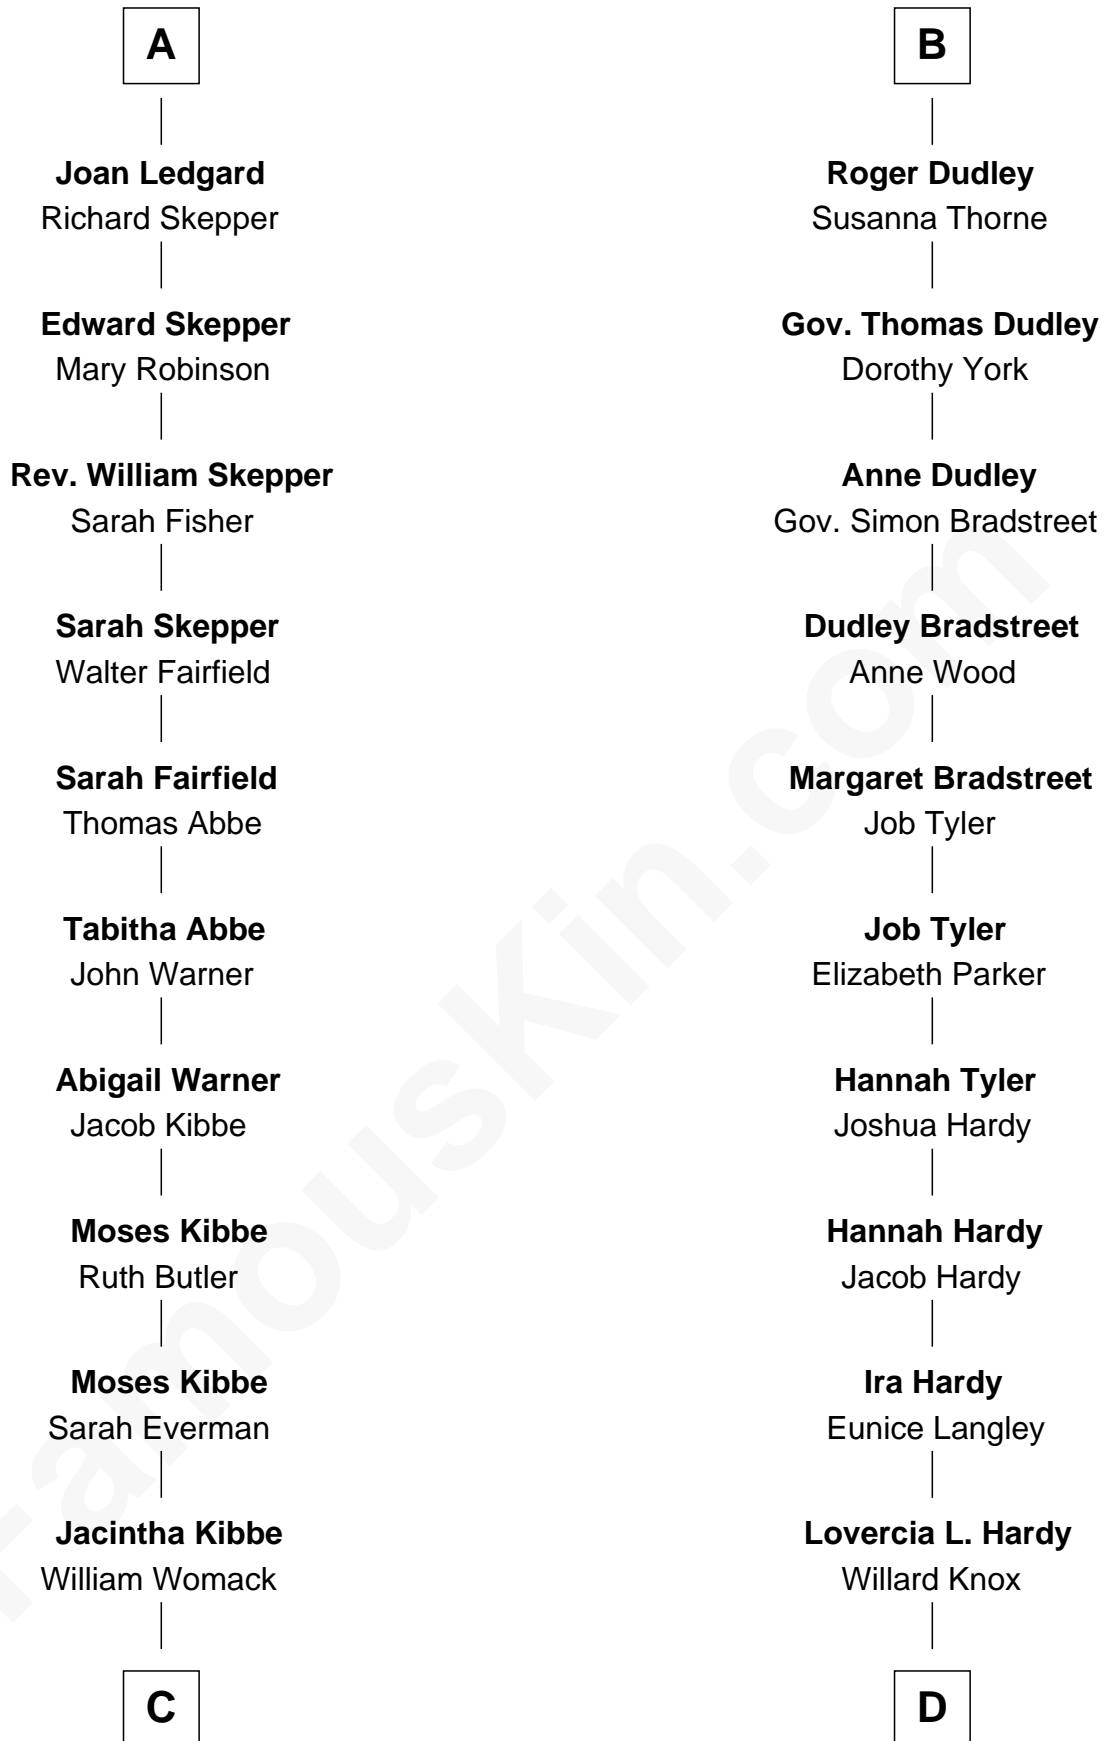 A
Joan Ledgard
Richard Skepper
Edward Skepper
Mary Robinson
Rev. William Skepper
Sarah Fisher
Sarah Skepper
Walter Fairfield
Sarah Fairfield
Thomas Abbe
Tabitha Abbe
John Warner
Abigail Warner
Jacob Kibbe
Moses Kibbe
Ruth Butler
Moses Kibbe
Sarah Everman
Jacintha Kibbe
William Womack
C
B
Roger Dudley
Susanna Thorne
Gov. Thomas Dudley
Dorothy York
Anne Dudley
Gov. Simon Bradstreet
Dudley Bradstreet
Anne Wood
Margaret Bradstreet
Job Tyler
Job Tyler
Elizabeth Parker
Hannah Tyler
Joshua Hardy
Hannah Hardy
Jacob Hardy
Ira Hardy
Eunice Langley
Lovercia L. Hardy
Willard Knox
D
FamousKin.com